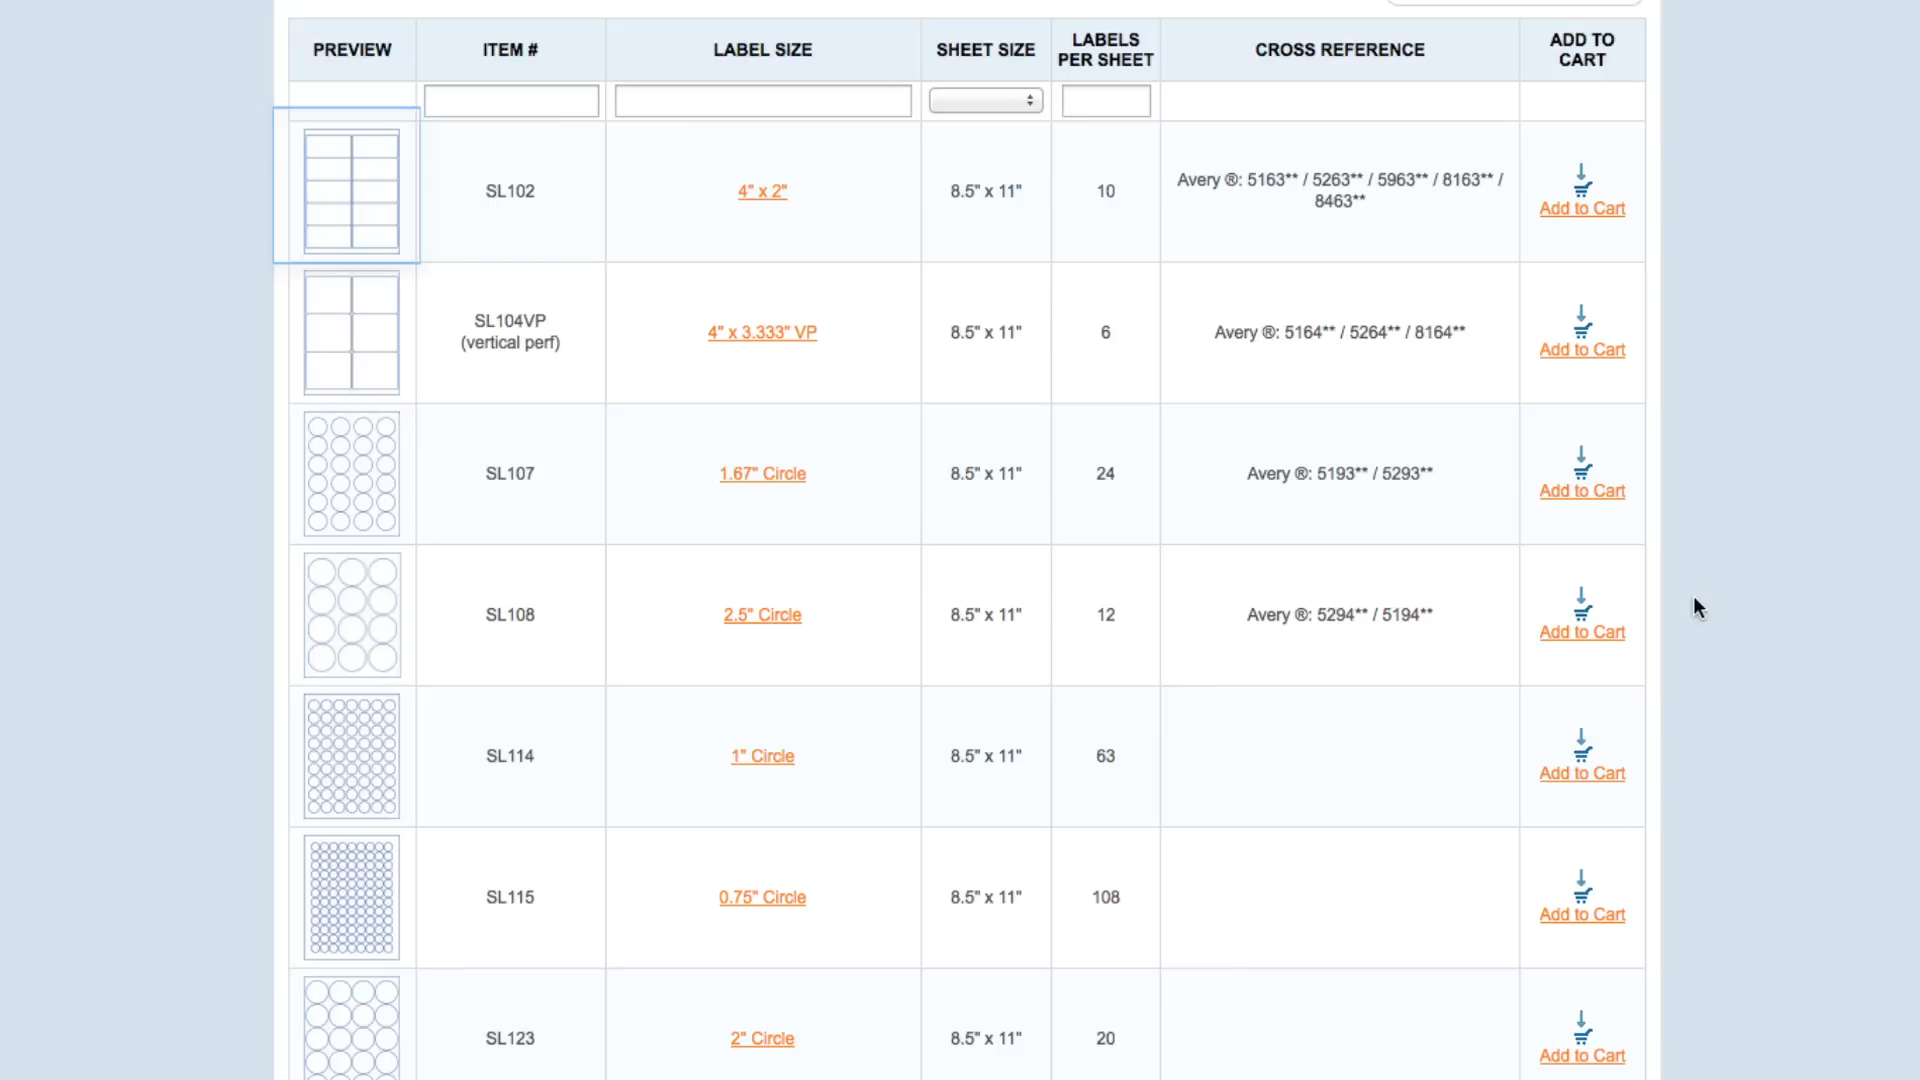 PREVIEW ITEM # LABEL SIZE SHEET SIZE LABELS PER SHEET CROSS REFERENCE ADD TO CART
SL102 4" x 2" 8.5" x 11" 10 Avery ®: 5163** / 5263** / 5963** / 8163** /
8463**
Add to Cart
SL104VP
(vertical perf) 4" x 3.333" VP 8.5" x 11" 6 Avery ®: 5164** / 5264** / 8164**
Add to Cart
SL107 1.67" Circle 8.5" x 11" 24 Avery ®: 5193** / 5293**
Add to Cart
SL108 2.5" Circle 8.5" x 11" 12 Avery ®: 5294** / 5194**
Add to Cart
SL114 1" Circle 8.5" x 11" 63
Add to Cart
SL115 0.75" Circle 8.5" x 11" 108
Add to Cart
SL123 2" Circle 8.5" x 11" 20
Add to Cart